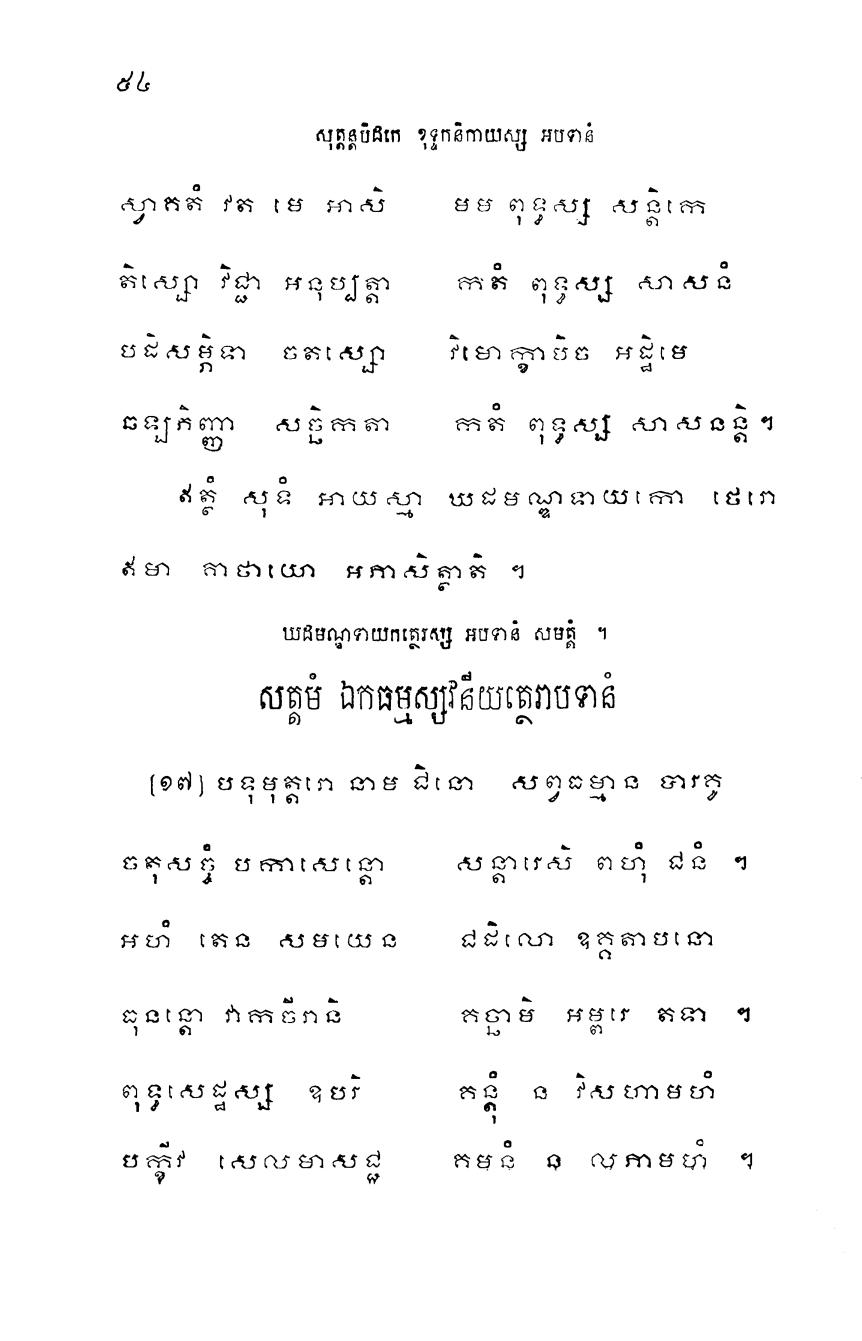 ៥៤
សុត្តន្តបិដកេ ខុទ្ទកនិកាយស្ស អបទានំ
ស្វាគតំ វត មេ អាសិ មម ពុទ្ធស្ស សន្តិកេ
តិស្សោ វិជ្ជា អនុប្បត្តា កតំ ពុទ្ធស្ស សាសនំ
បដិសម្ភិទា ចតស្សោ វិមោក្ខាបិច អដ្ឋិមេ
ឆឡភិញ្ញា សច្ឆិកតា កតំ ពុទ្ធស្ស សាសនន្តិ ៗ
ឥត្ថំ សុទំ អាយស្មា ឃដមណ្ឌទាយកោ ថេរោ
ឥមា គាថាយោ អភាសិត្ថាតិ ។
ឃដមណ្ឌទាយកត្ថេរស្ស អបទានំ សមត្តំ ។
សត្តមំ ឯកធម្មស្សវនីយត្ថេរាបទានំ
[១៧] បទុមុត្តរោ នាម ជិនោ សព្វធម្មាន បារគូ
ចតុសច្ចំ បកាសេន្តោ សន្តារេសិ ពហុំ ជនំ ៗ
អហំ តេន សមយេន ជដិលោ ឧគ្គតាបនោ
ធុនន្តោ វាកចីរានិ គច្ឆាមិ អម្ពរេ តទា ៗ
ពុទ្ធសេដ្ឋស្ស ឧបរិ គន្តុំ ន វិសហាមហំ
បក្ខីវ សេលមាសជ្ជ គមនំ ន លភាមហំ ៗ